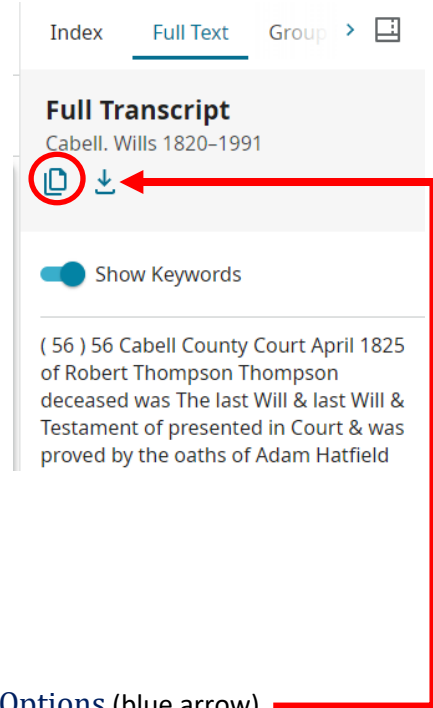 Index Full Text Group
Full Transcript
Cabell. Wills 1820–1991
Show Keywords
( 56 ) 56 Cabell County Court April 1825
of Robert Thompson Thompson
deceased was The last Will & last Will &
Testament of presented in Court & was
proved by the oaths of Adam Hatfield
Options (blue arrow)